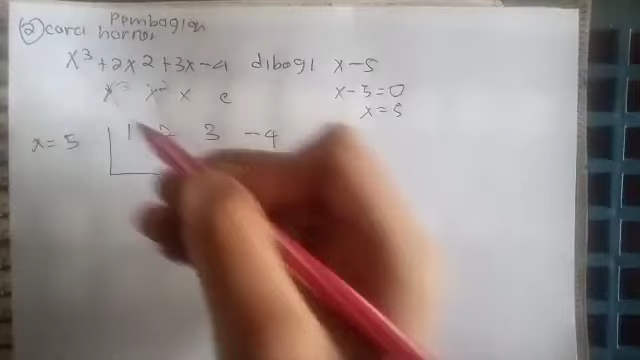 ② cara Pembagian
horner
x³ + 2x² + 3x - 4 dibagi x - 5
x³ x² x c x - 5 = 0
x = 5
x = 5 1 2 3 -4